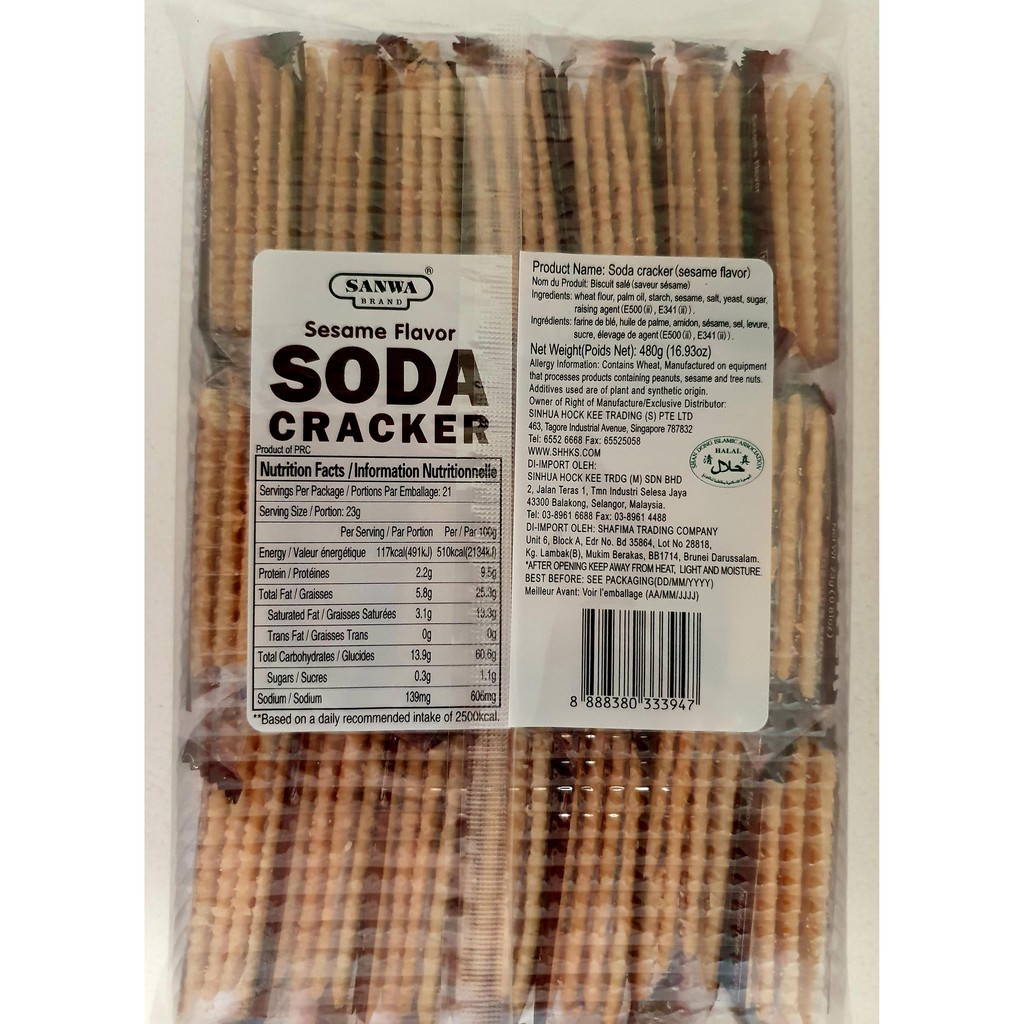 SANWA ®
BRAND
Sesame Flavor
SODA
CRACKER
Product of PRC
Nutrition Facts / Information Nutritionnelle
Servings Per Package / Portions Par Emballage: 21
Serving Size / Portion: 23g
Per Serving / Par Portion Per / Par 100g
Energy / Valeur énergétique 117kcal(491kJ) 510kcal(2134kJ)
Protein / Protéines 2.2g 9.5g
Total Fat / Graisses 5.8g 25.3g
Saturated Fat / Graisses Saturées 3.1g 13.3g
Trans Fat / Graisses Trans 0g 0g
Total Carbohydrates / Glucides 13.9g 60.6g
Sugars / Sucres 0.3g 1.1g
Sodium / Sodium 139mg 606mg
**Based on a daily recommended intake of 2500kcal.
Product Name: Soda cracker (sesame flavor)
Nom du Produit: Biscuit salé (saveur sésame)
Ingredients: wheat flour, palm oil, starch, sesame, salt, yeast, sugar,
raising agent (E500 (ii) , E341 (ii) ) .
Ingrédients: farine de blé, huile de palme, amidon, sésame, sel, levure,
sucre, élevage de agent (E500 (ii) , E341 (ii) ) .
Net Weight(Poids Net): 480g (16.93oz)
Allergy Information: Contains Wheat, Manufactured on equipment
that processes products containing peanuts, sesame and tree nuts.
Additives used are of plant and synthetic origin.
Owner of Right of Manufacture/Exclusive Distributor:
SINHUA HOCK KEE TRADING (S) PTE LTD
463, Tagore Industrial Avenue, Singapore 787832
Tel: 6552 6668 Fax: 65525058
WWW.SHHKS.COM
DI-IMPORT OLEH:
SINHUA HOCK KEE TRDG (M) SDN BHD
2, Jalan Teras 1, Tmn Industri Selesa Jaya
43300 Balakong, Selangor, Malaysia.
Tel: 03-8961 6688 Fax: 03-8961 4488
DI-IMPORT OLEH: SHAFIMA TRADING COMPANY
Unit 6, Block A, Edr No. Bd 35864, Lot No 28818,
Kg. Lambak(B), Mukim Berakas, BB1714, Brunei Darussalam.
*AFTER OPENING KEEP AWAY FROM HEAT, LIGHT AND MOISTURE.
BEST BEFORE: SEE PACKAGING(DD/MM/YYYY)
Meilleur Avant: Voir l'emballage (AA/MM/JJJJ)
SHAN DONG ISLAMIC ASSOCIATION
HALAL
清 حلال 真
8 888380 333947